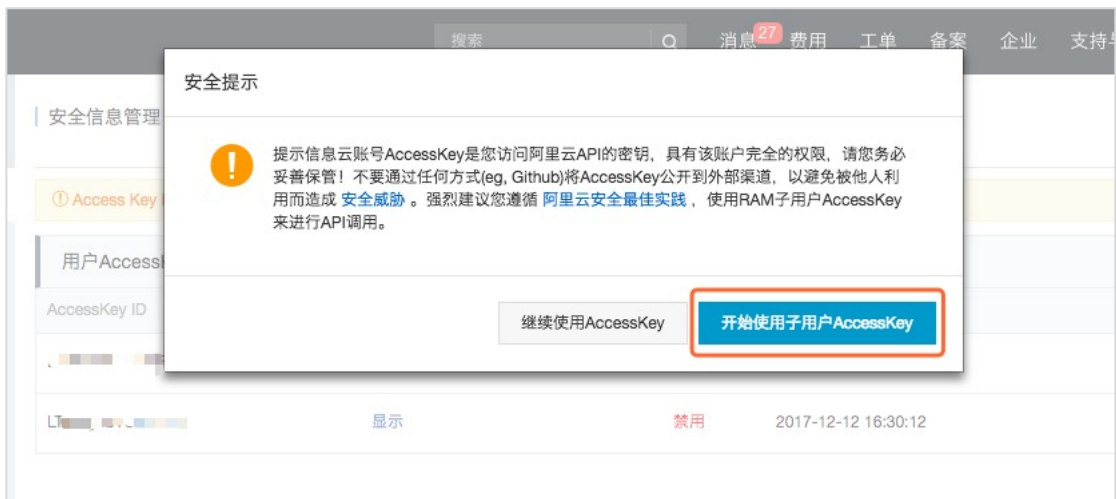 搜索
消息 27 费用 工单 备案 企业 支持
安全提示
安全信息管理
提示信息云账号AccessKey是您访问阿里云API的密钥，具有该账户完全的权限，请您务必
妥善保管！不要通过任何方式(eg, Github)将AccessKey公开到外部渠道，以避免被他人利
用而造成 安全威胁 。强烈建议您遵循 阿里云安全最佳实践 ，使用RAM子用户AccessKey
来进行API调用。
Access Key
用户Access
AccessKey ID
继续使用AccessKey 开始使用子用户AccessKey
显示 禁用 2017-12-12 16:30:12